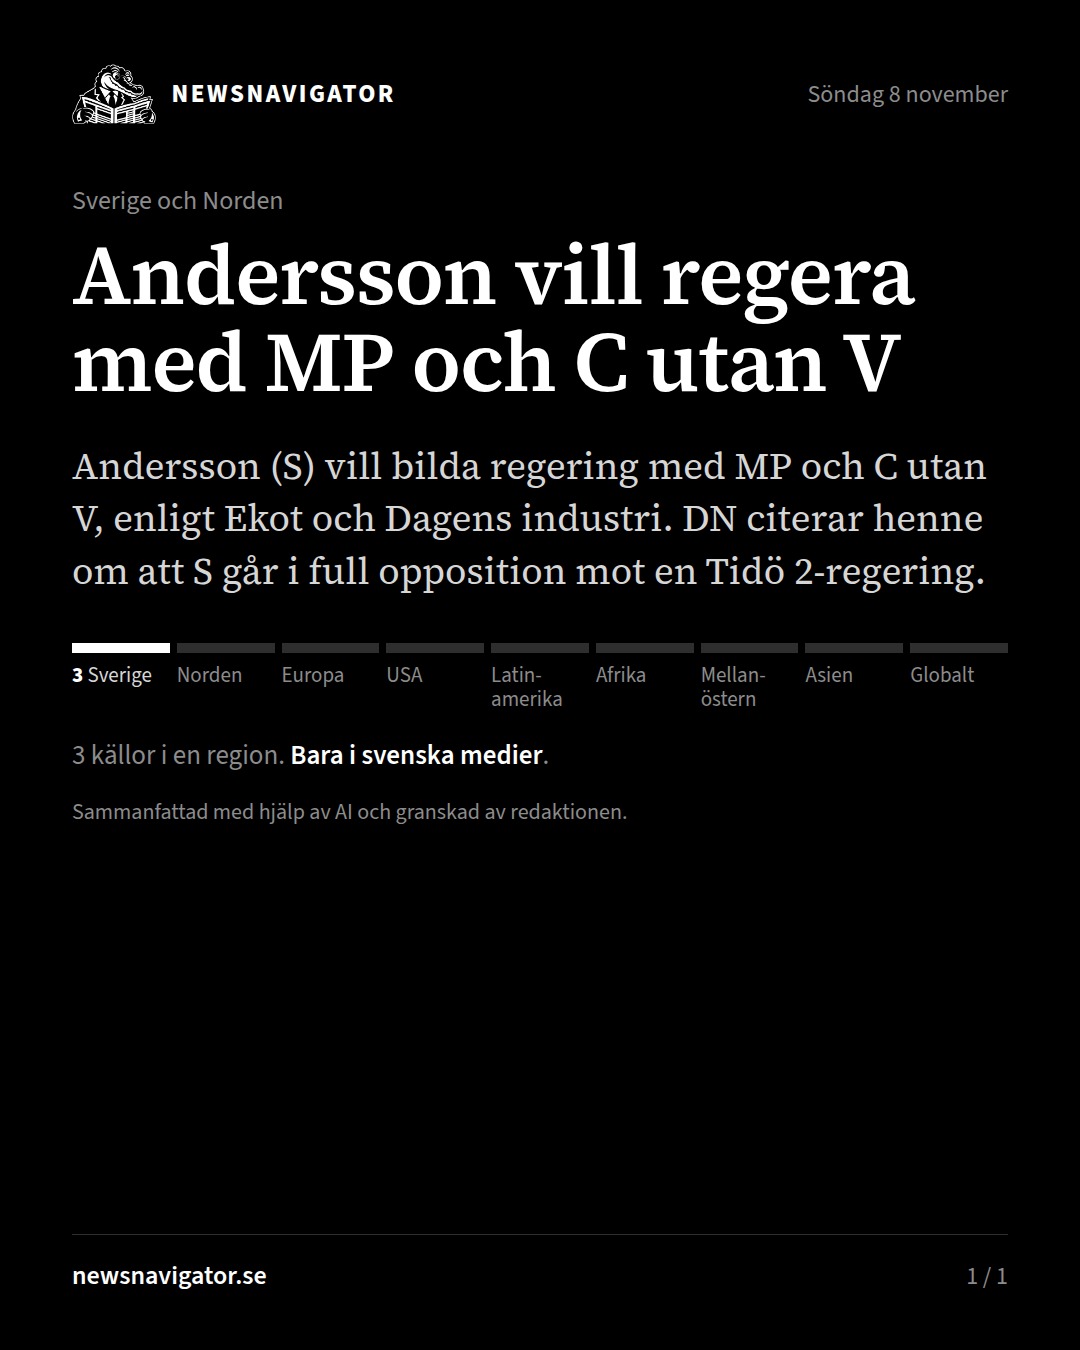 NEWSNAVIGATOR
Söndag 8 november
Sverige och Norden
Andersson vill regera
med MP och C utan V
Andersson (S) vill bilda regering med MP och C utan
V, enligt Ekot och Dagens industri. DN citerar henne
om att S går i full opposition mot en Tidö 2-regering.
3 Sverige
Norden
Europa
USA
Latin-
amerika
Afrika
Mellan-
östern
Asien
Globalt
3 källor i en region. Bara i svenska medier.
Sammanfattad med hjälp av AI och granskad av redaktionen.
newsnavigator.se
1 / 1